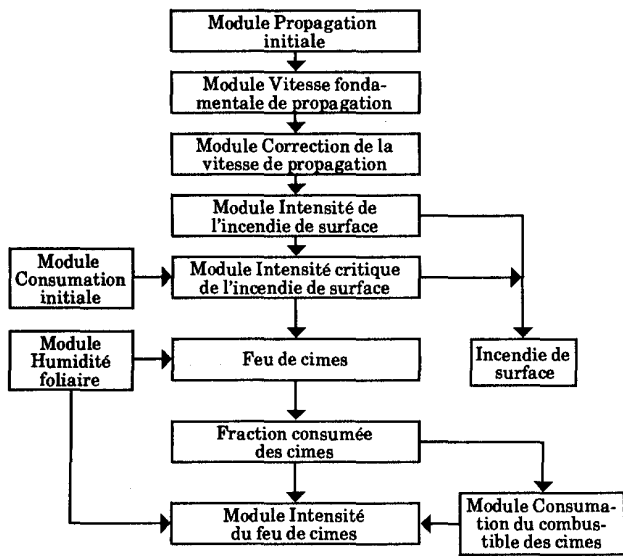 Module Propagation
initiale
Module Vitesse fonda-
mentale de propagation
Module Correction de la
vitesse de propagation
Module Intensité de
l'incendie de surface
Module
Consumation
initiale
Module Intensité critique
de l'incendie de surface
Module
Humidité
foliaire
Feu de cimes
Incendie de
surface
Fraction consumée
des cimes
Module Intensité
du feu de cimes
Module Consuma-
tion du combus-
tible des cimes